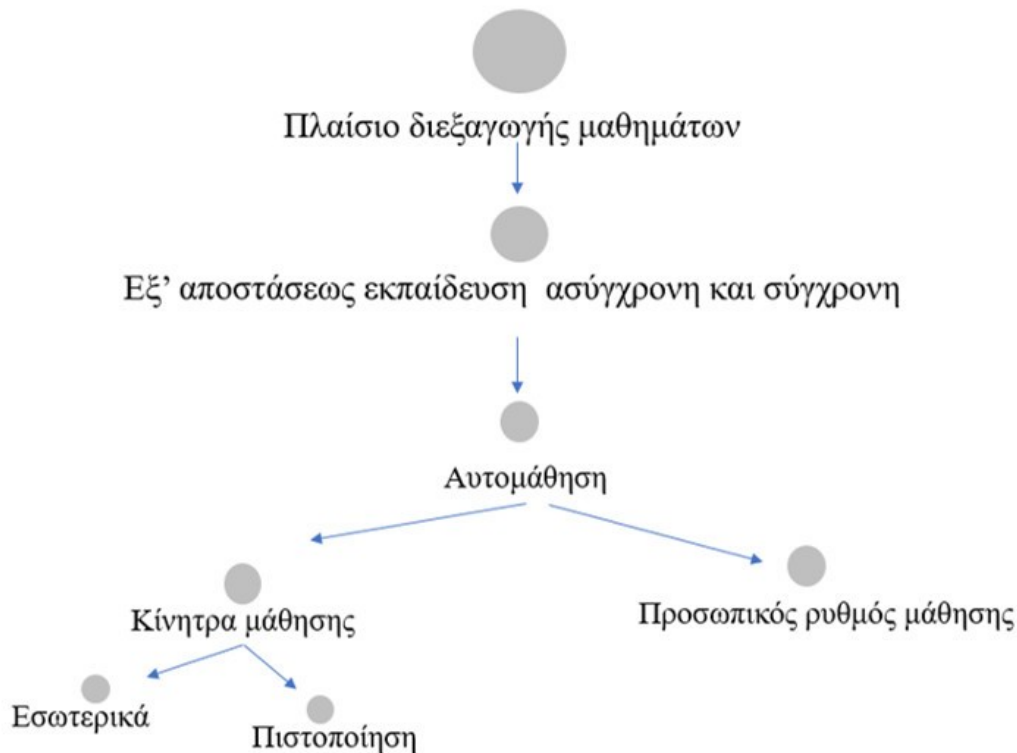 Πλαίσιο διεξαγωγής μαθημάτων
Εξ’ αποστάσεως εκπαίδευση ασύγχρονη και σύγχρονη
Αυτομάθηση
Κίνητρα μάθησης
Προσωπικός ρυθμός μάθησης
Εσωτερικά
Πιστοποίηση